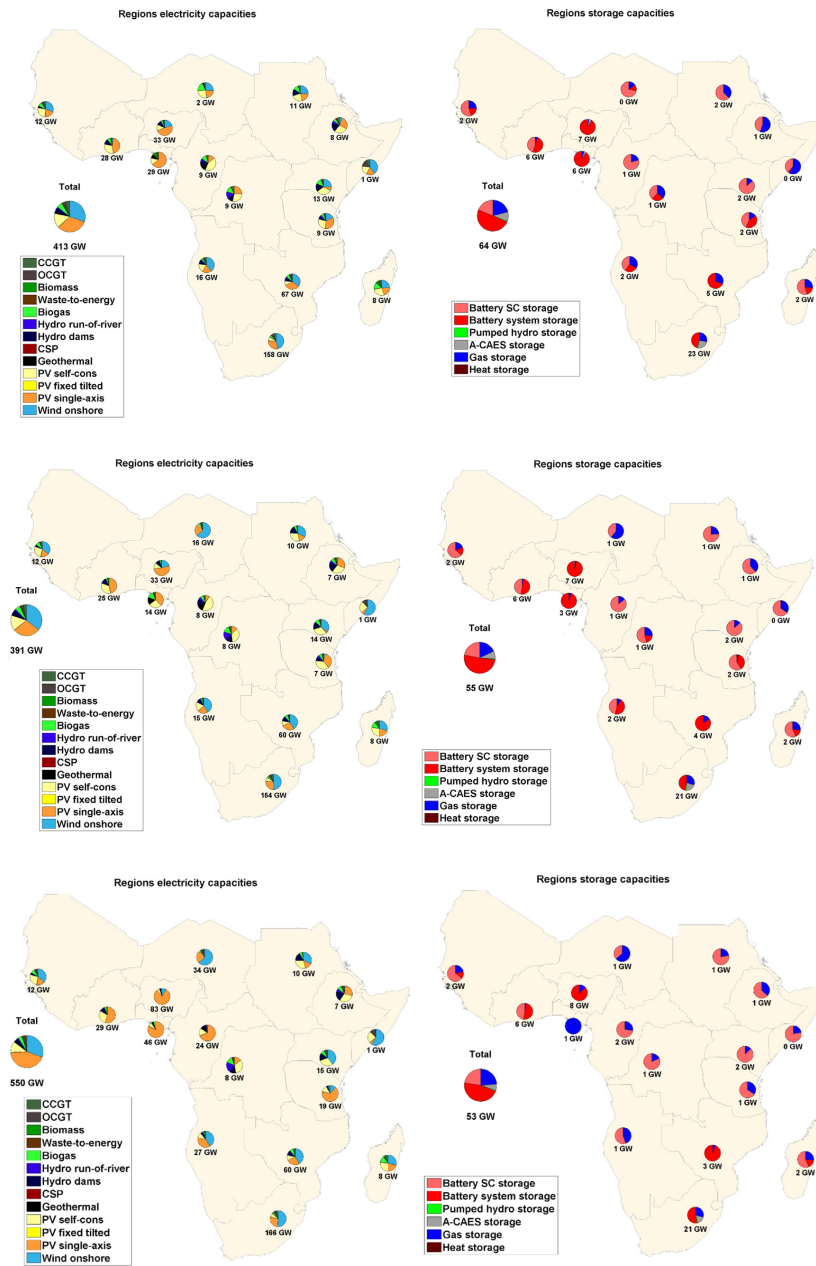 Regions electricity capacities
2 GW
11 GW
12 GW
33 GW
8 GW
28 GW
29 GW
9 GW
1 GW
Total
13 GW
9 GW
9 GW
413 GW
16 GW
67 GW
8 GW
158 GW
CCGT
OCGT
Biomass
Waste-to-energy
Biogas
Hydro run-of-river
Hydro dams
CSP
Geothermal
PV self-cons
PV fixed tilted
PV single-axis
Wind onshore
Regions storage capacities
0 GW
2 GW
2 GW
7 GW
1 GW
6 GW
6 GW
1 GW
0 GW
Total
2 GW
1 GW
2 GW
64 GW
2 GW
5 GW
2 GW
23 GW
Battery SC storage
Battery system storage
Pumped hydro storage
A-CAES storage
Gas storage
Heat storage
Regions electricity capacities
16 GW
10 GW
12 GW
33 GW
7 GW
25 GW
14 GW
8 GW
1 GW
Total
14 GW
8 GW
391 GW
7 GW
15 GW
60 GW
8 GW
154 GW
CCGT
OCGT
Biomass
Waste-to-energy
Biogas
Hydro run-of-river
Hydro dams
CSP
Geothermal
PV self-cons
PV fixed tilted
PV single-axis
Wind onshore
Regions storage capacities
1 GW
1 GW
2 GW
7 GW
1 GW
6 GW
3 GW
1 GW
0 GW
Total
2 GW
1 GW
2 GW
55 GW
2 GW
4 GW
2 GW
21 GW
Battery SC storage
Battery system storage
Pumped hydro storage
A-CAES storage
Gas storage
Heat storage
Regions electricity capacities
34 GW
10 GW
12 GW
83 GW
7 GW
29 GW
46 GW
24 GW
1 GW
Total
15 GW
8 GW
550 GW
19 GW
27 GW
60 GW
8 GW
166 GW
CCGT
OCGT
Biomass
Waste-to-energy
Biogas
Hydro run-of-river
Hydro dams
CSP
Geothermal
PV self-cons
PV fixed tilted
PV single-axis
Wind onshore
Regions storage capacities
1 GW
1 GW
2 GW
8 GW
1 GW
6 GW
1 GW
2 GW
0 GW
Total
2 GW
1 GW
1 GW
53 GW
1 GW
3 GW
2 GW
21 GW
Battery SC storage
Battery system storage
Pumped hydro storage
A-CAES storage
Gas storage
Heat storage